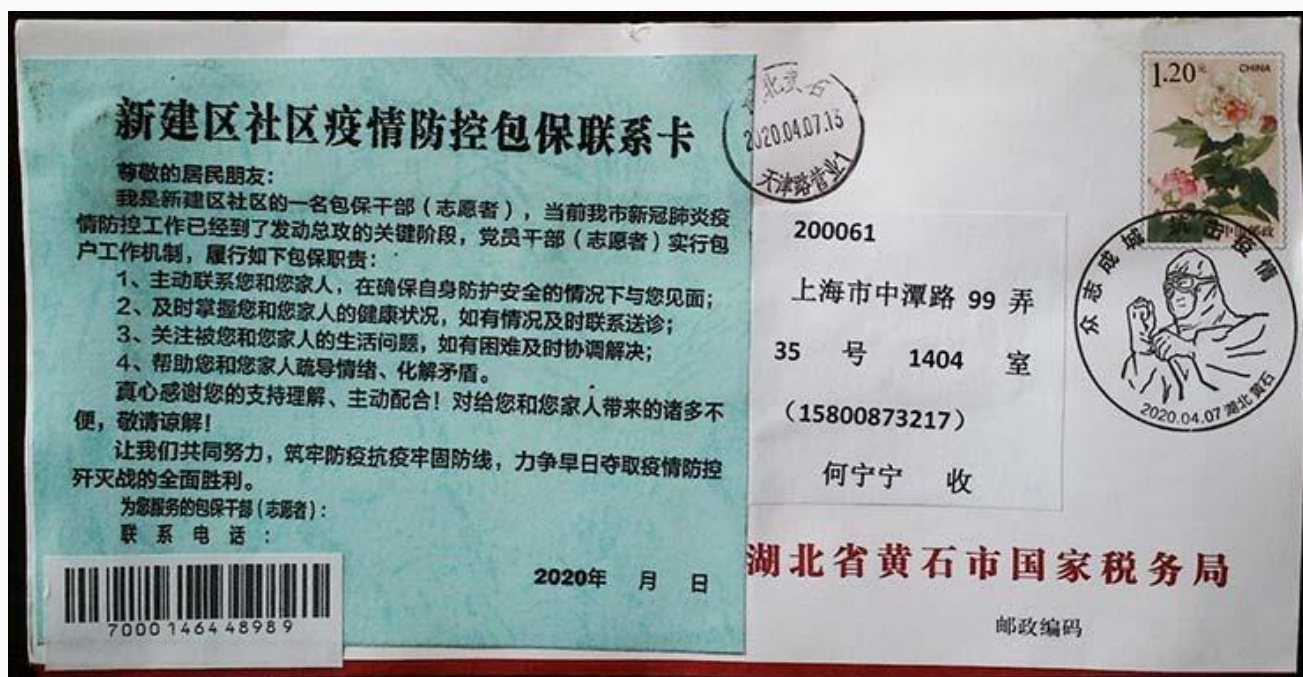 新建区社区疫情防控包保联系卡
尊敬的居民朋友:
我是新建区社区的一名包保干部(志愿者),当前我市新冠肺炎疫
情防控工作已经到了发动总攻的关键阶段,党员干部(志愿者)实行包
户工作机制,履行如下包保职责:
1、主动联系您和您家人,在确保自身防护安全的情况下与您见面;
2、及时掌握您和您家人的健康状况,如有情况及时联系送诊;
3、关注被您和您家人的生活问题,如有困难及时协调解决;
4、帮助您和您家人疏导情绪、化解矛盾。
真心感谢您的支持理解、主动配合!对给您和您家人带来的诸多不
便,敬请谅解!
让我们共同努力,筑牢防疫抗疫牢固防线,力争早日夺取疫情防控
歼灭战的全面胜利。
为您服务的包保干部(志愿者):
联系电话:
2020年 月 日
70001464 48989
湖北黄石
2020.04.07.13
天津路营业1
1.20元
CHINA
中国邮政
众志成城 抗击疫情
2020.04.07 湖北黄石
200061
上海市中潭路 99 弄
35 号 1404 室
(15800873217)
何宁宁 收
湖北省黄石市国家税务局
邮政编码